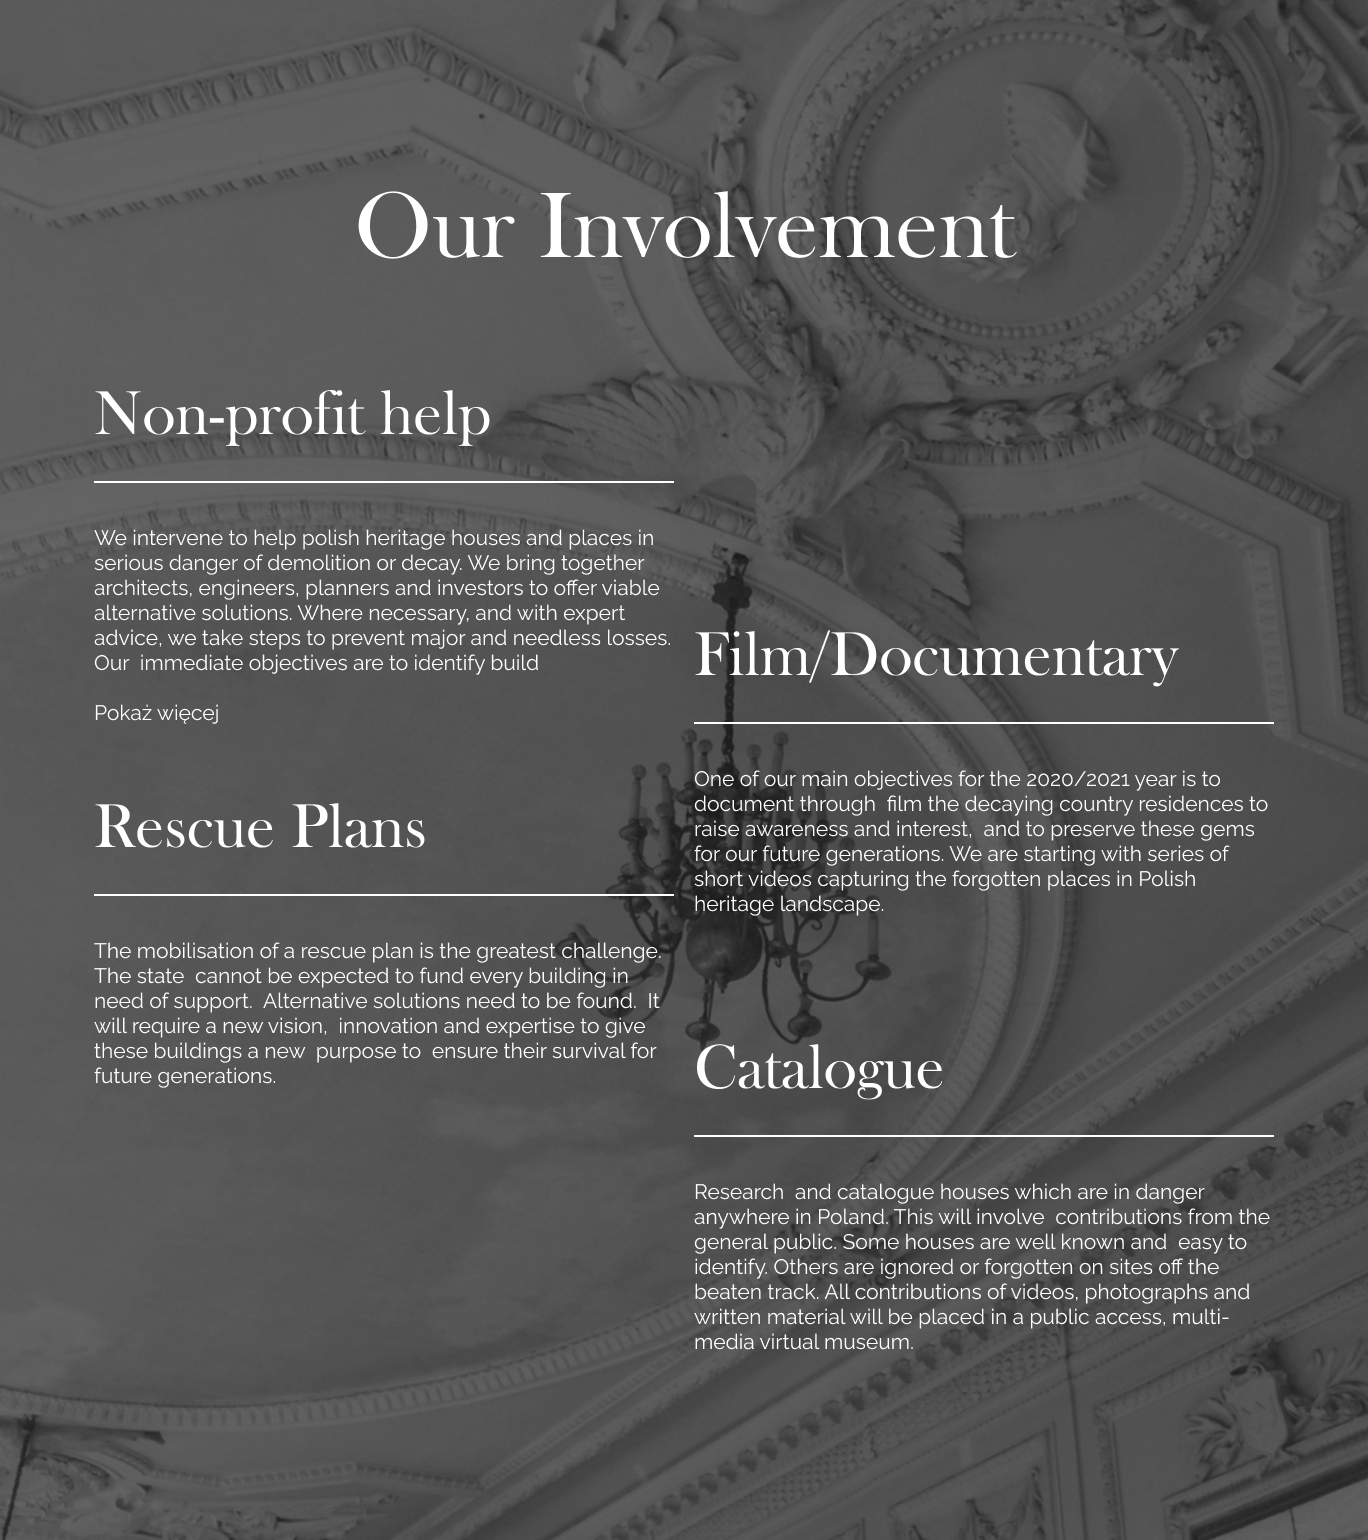 Our Involvement
Non-profit help
We intervene to help polish heritage houses and places in
serious danger of demolition or decay. We bring together
architects, engineers, planners and investors to offer viable
alternative solutions. Where necessary, and with expert
advice, we take steps to prevent major and needless losses.
Our  immediate objectives are to identify build
Pokaż więcej
Rescue Plans
The mobilisation of a rescue plan is the greatest challenge.
The state  cannot be expected to fund every building in
need of support.  Alternative solutions need to be found.  It
will require a new vision,  innovation and expertise to give
these buildings a new  purpose to  ensure their survival for
future generations.
Film/Documentary
One of our main objectives for the 2020/2021 year is to
document through  film the decaying country residences to
raise awareness and interest,  and to preserve these gems
for our future generations. We are starting with series of
short videos capturing the forgotten places in Polish
heritage landscape.
Catalogue
Research  and catalogue houses which are in danger
anywhere in Poland. This will involve  contributions from the
general public. Some houses are well known and  easy to
identify. Others are ignored or forgotten on sites off the
beaten track. All contributions of videos, photographs and
written material will be placed in a public access, multi-
media virtual museum.